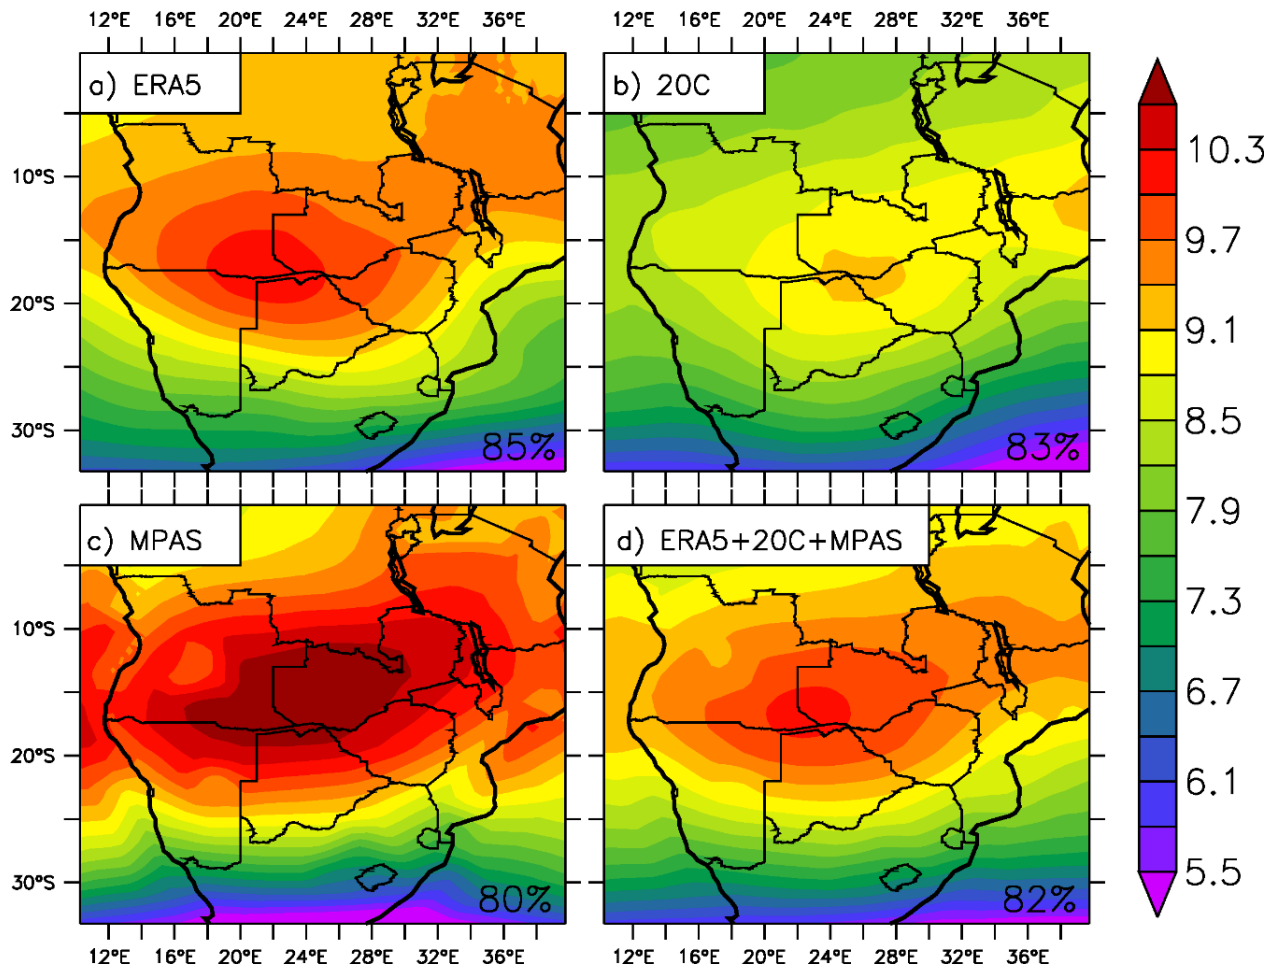 12°E 16°E 20°E 24°E 28°E 32°E 36°E 12°E 16°E 20°E 24°E 28°E 32°E 36°E
a) ERA5
b) 20C
10.3
10°S
9.7
20°S
9.1
8.5
30°S
85%
83%
7.9
c) MPAS
d) ERA5+20C+MPAS
7.3
10°S
6.7
20°S
6.1
30°S
80%
82%
5.5
12°E 16°E 20°E 24°E 28°E 32°E 36°E 12°E 16°E 20°E 24°E 28°E 32°E 36°E